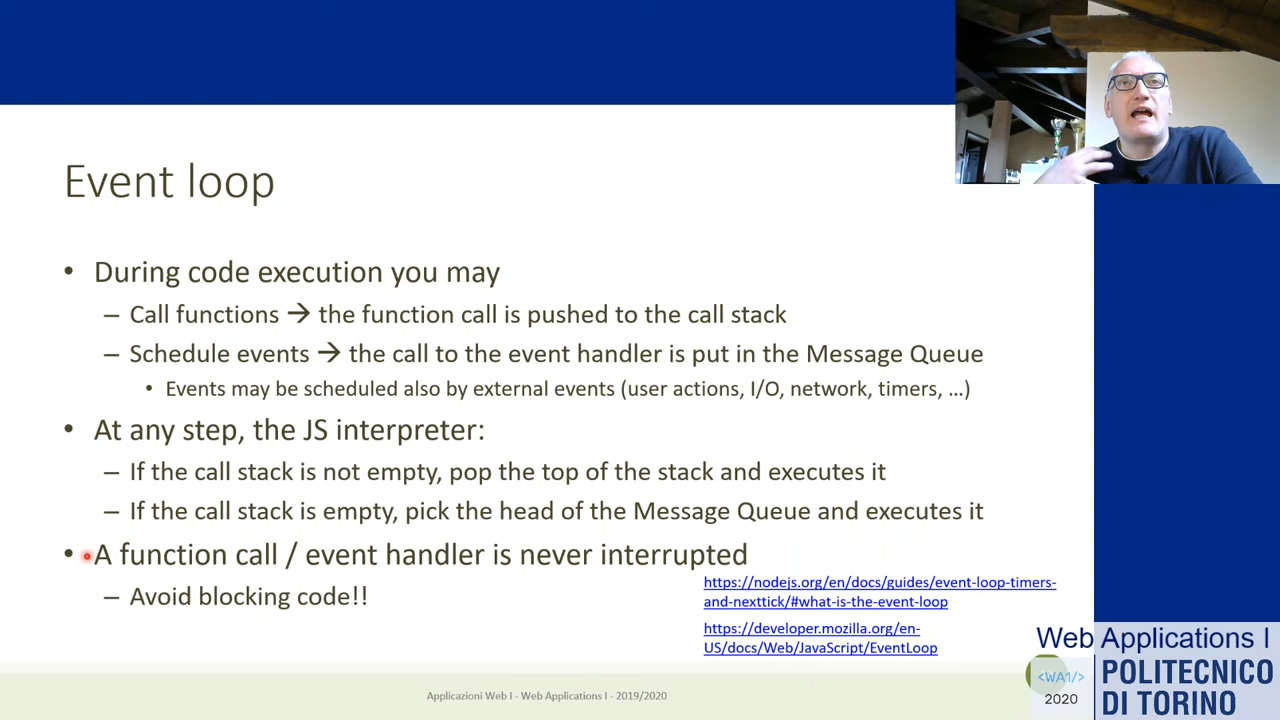 Event loop
• During code execution you may
– Call functions → the function call is pushed to the call stack
– Schedule events → the call to the event handler is put in the Message Queue
• Events may be scheduled also by external events (user actions, I/O, network, timers, …)
• At any step, the JS interpreter:
– If the call stack is not empty, pop the top of the stack and executes it
– If the call stack is empty, pick the head of the Message Queue and executes it
• A function call / event handler is never interrupted
– Avoid blocking code!!
https://nodejs.org/en/docs/guides/event-loop-timers-
and-nexttick/#what-is-the-event-loop
https://developer.mozilla.org/en-
US/docs/Web/JavaScript/EventLoop
Applicazioni Web I - Web Applications I - 2019/2020
Web Applications I
<WA1/>
2020
POLITECNICO
DI TORINO